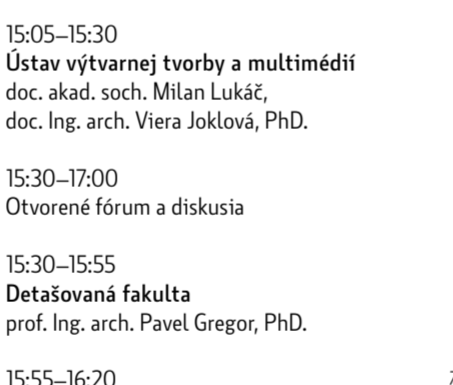 15:05–15:30
Ústav výtvarnej tvorby a multimédií
doc. akad. soch. Milan Lukáč,
doc. Ing. arch. Viera Joklová, PhD.
15:30–17:00
Otvorené fórum a diskusia
15:30–15:55
Detašovaná fakulta
prof. Ing. arch. Pavel Gregor, PhD.
15:55–16:20